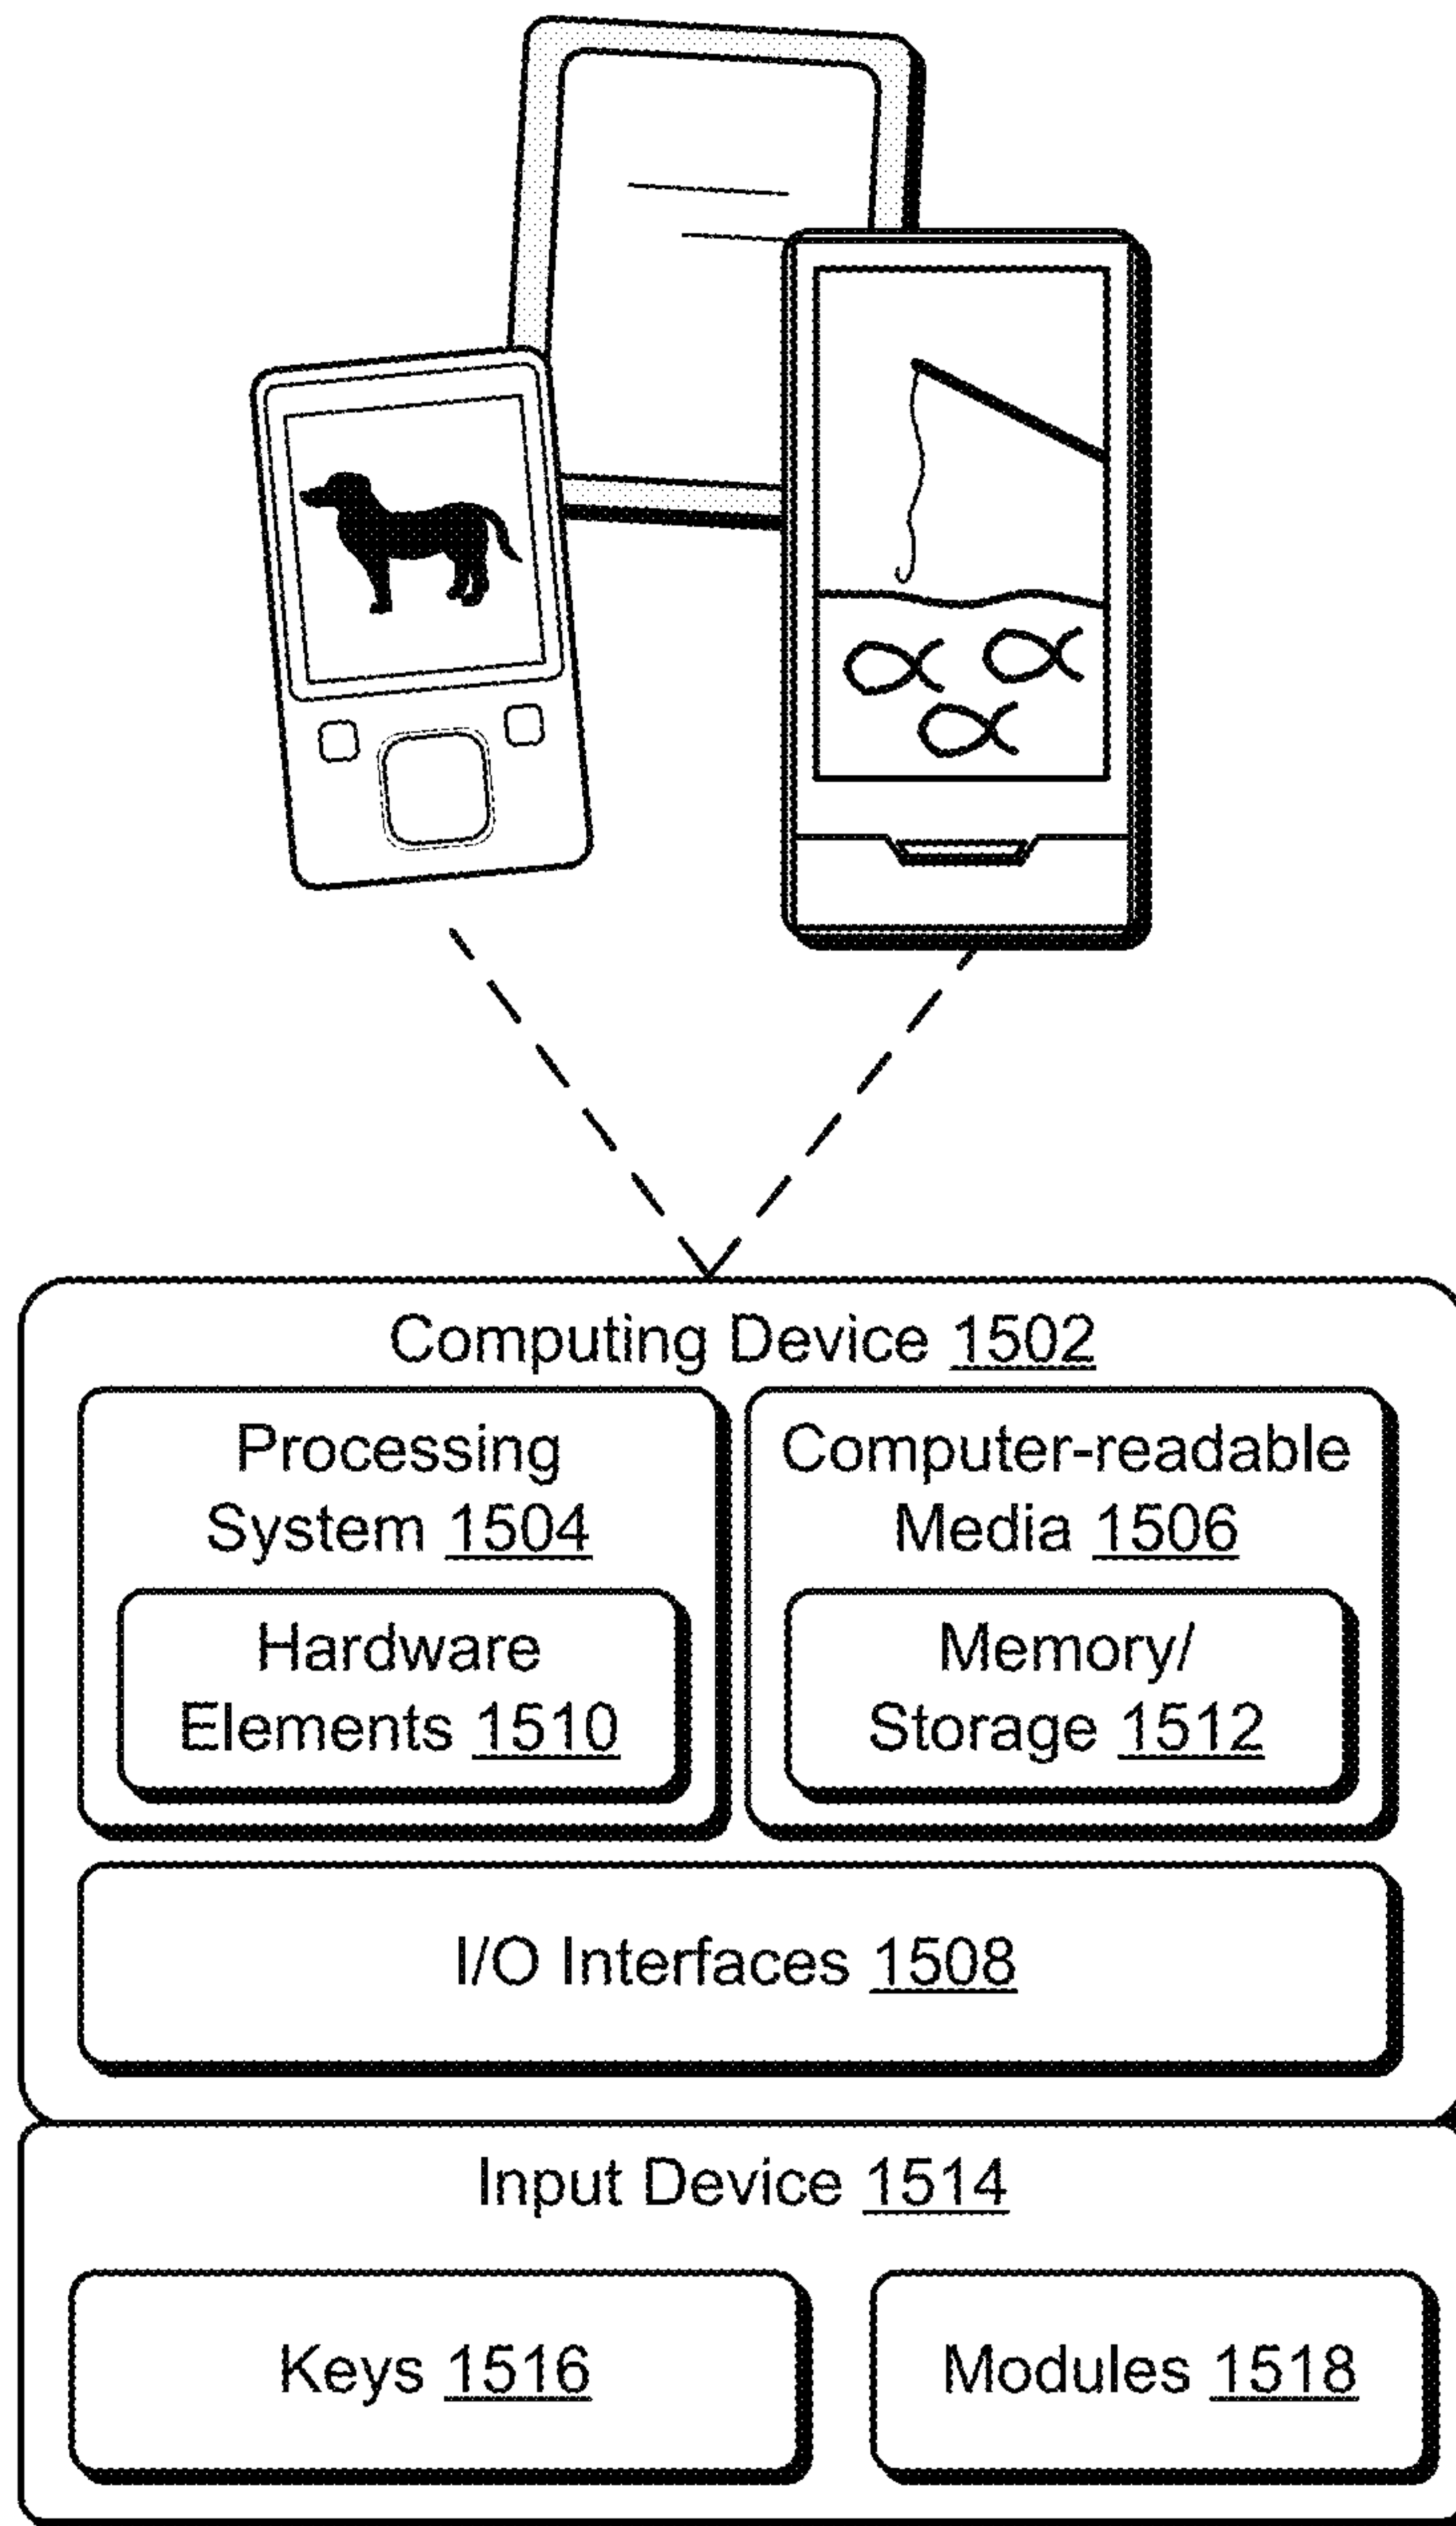 Computing Device 1502
Processing
System 1504
Hardware
Elements 1510
Computer-readable
Media 1506
Memory/
Storage 1512
I/O Interfaces 1508
Input Device 1514
Keys 1516
Modules 1518